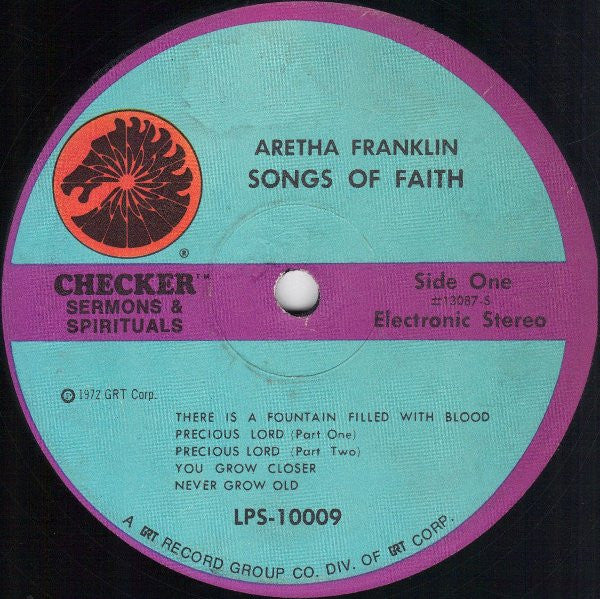 ARETHA FRANKLIN
SONGS OF FAITH
®
CHECKER™
SERMONS &
SPIRITUALS
Side One
#13087-S
Electronic Stereo
℗ 1972 GRT Corp.
THERE IS A FOUNTAIN FILLED WITH BLOOD
PRECIOUS LORD (Part One)
PRECIOUS LORD (Part Two)
YOU GROW CLOSER
NEVER GROW OLD
LPS-10009
A GRT RECORD GROUP CO. DIV. OF GRT CORP.